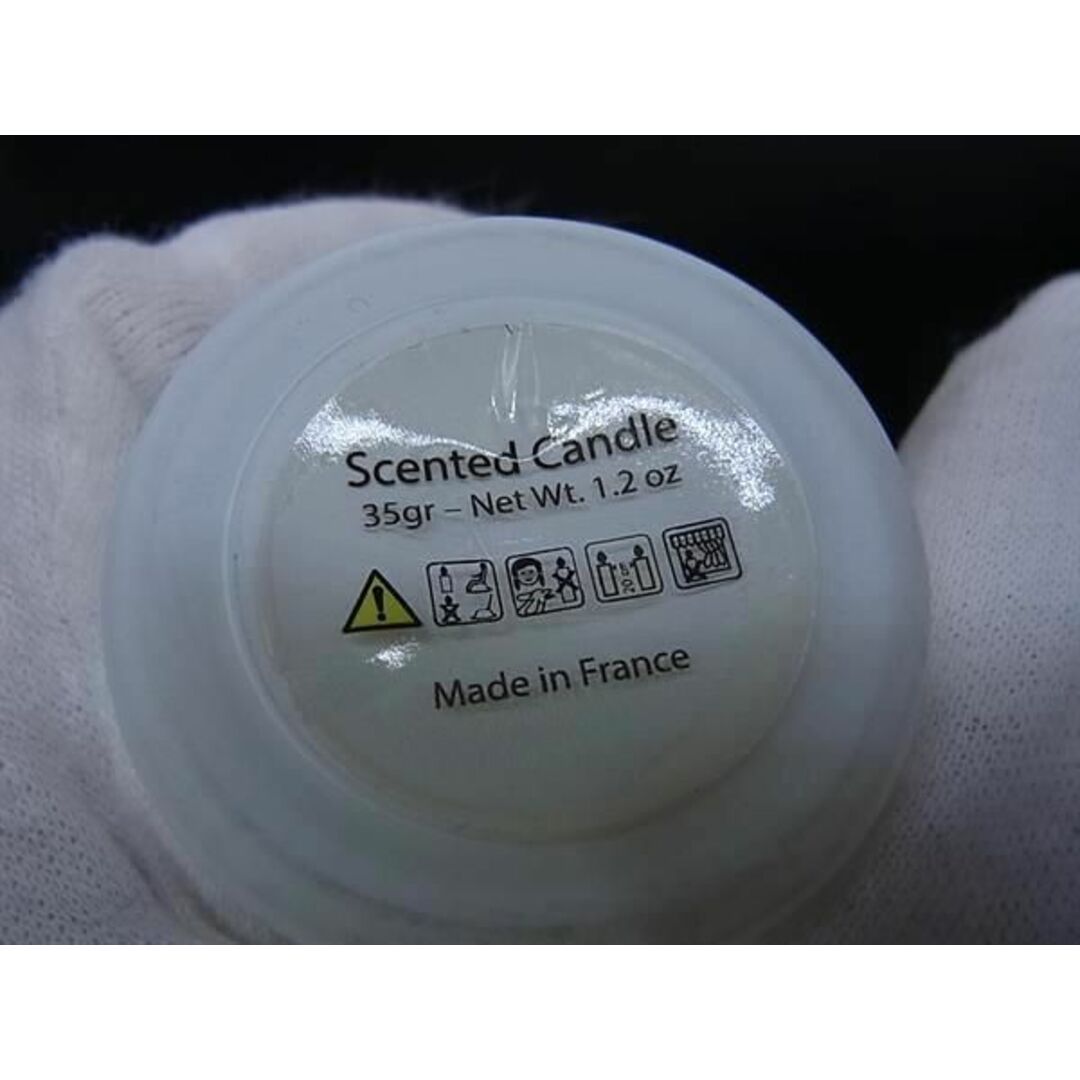 Scented Candle
35gr – Net Wt. 1.2 oz
Made in France